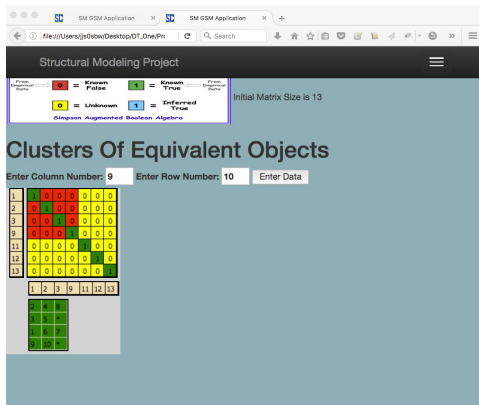 SM GSM Application
SM GSM Application
file:///Users/jjs0sbw/Desktop/DT_One/Pro
Search
Structural Modeling Project
From Empirical Data 0 = Known False 1 = Known True From Empirical Data
0 = Unknown 1 = Inferred True
Simpson Augmented Boolean Algebra
Initial Matrix Size is 13
Clusters Of Equivalent Objects
Enter Column Number: 9 Enter Row Number: 10 Enter Data
1 1 0 0 0 0 0 0
2 0 1 0 0 0 0 0
3 0 0 1 0 0 0 0
9 0 0 0 1 0 0 0
11 0 0 0 0 1 0 0
12 0 0 0 0 0 1 0
13 0 0 0 0 0 0 1
1 2 3 9 11 12 13
2 4 8
3 5 *
1 6 7
9 10 *